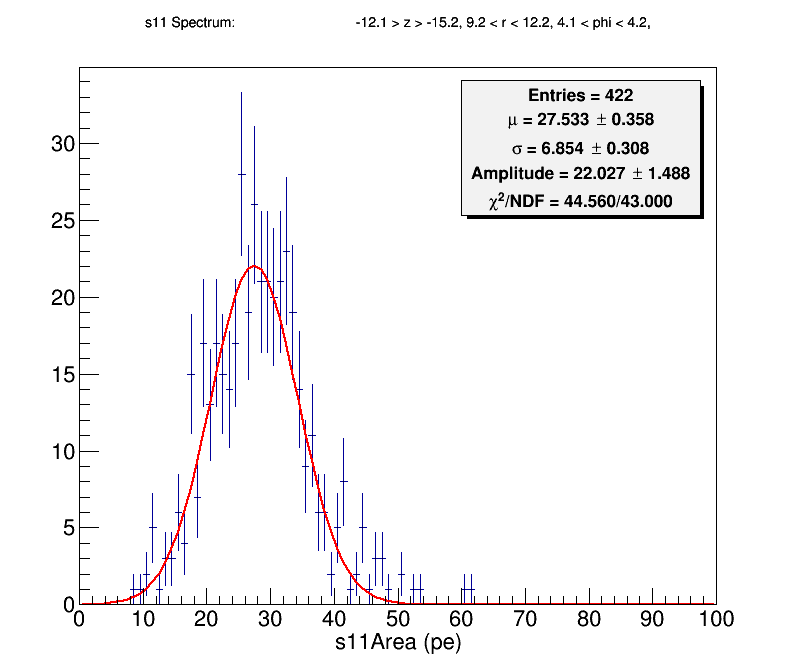 s11 Spectrum: -12.1 > z > -15.2, 9.2 < r < 12.2, 4.1 < phi < 4.2,
Entries = 422
μ = 27.533 ± 0.358
σ = 6.854 ± 0.308
Amplitude = 22.027 ± 1.488
χ²/NDF = 44.560/43.000
30
25
20
15
10
5
0
0 10 20 30 40 50 60 70 80 90 100
s11Area (pe)